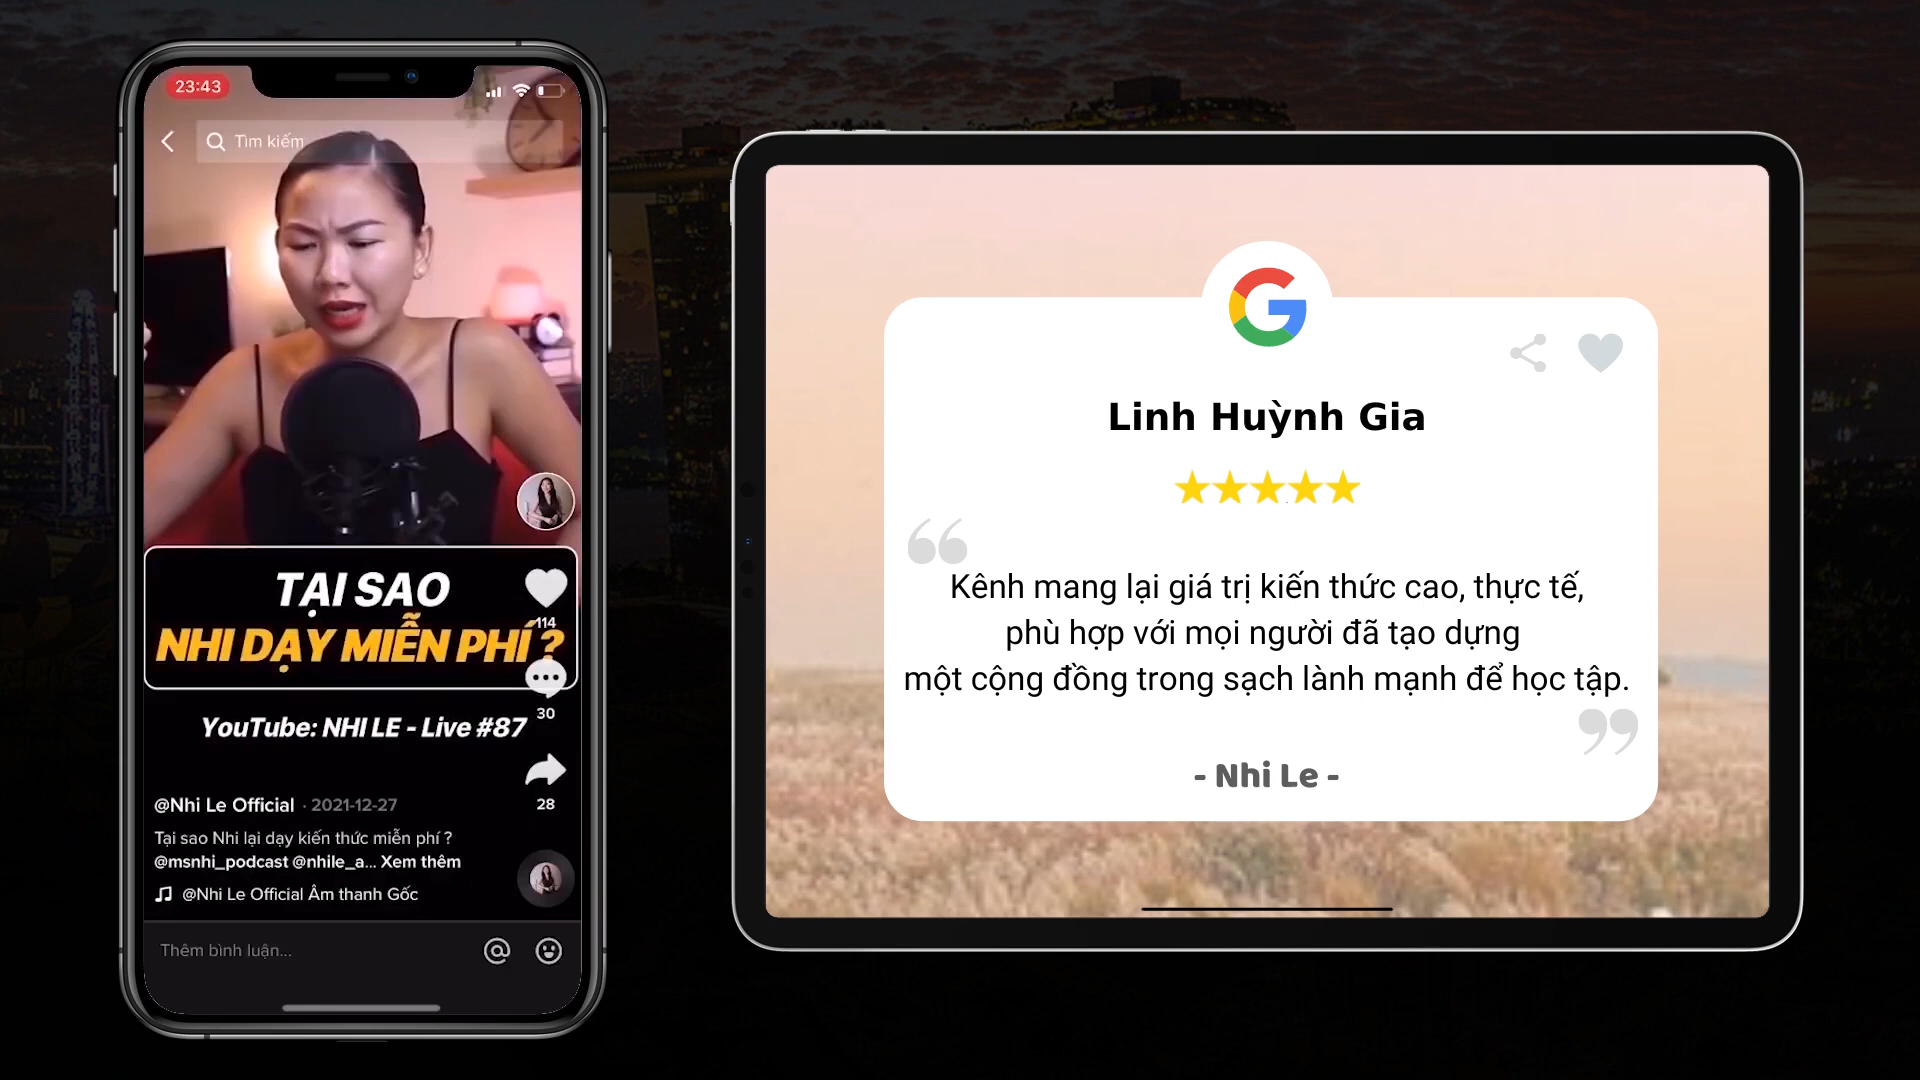 23:43
Tìm kiếm
TẠI SAO
NHI DẠY MIỄN PHÍ ?
114
30
YouTube: NHI LE - Live #87
28
@Nhi Le Official · 2021-12-27
Tại sao Nhi lại dạy kiến thức miễn phí ?
@msnhi_podcast @nhile_a... Xem thêm
@Nhi Le Official Âm thanh Gốc
Thêm bình luận...
Linh Huỳnh Gia
“
Kênh mang lại giá trị kiến thức cao, thực tế,
phù hợp với mọi người đã tạo dựng
một cộng đồng trong sạch lành mạnh để học tập.
”
- Nhi Le -